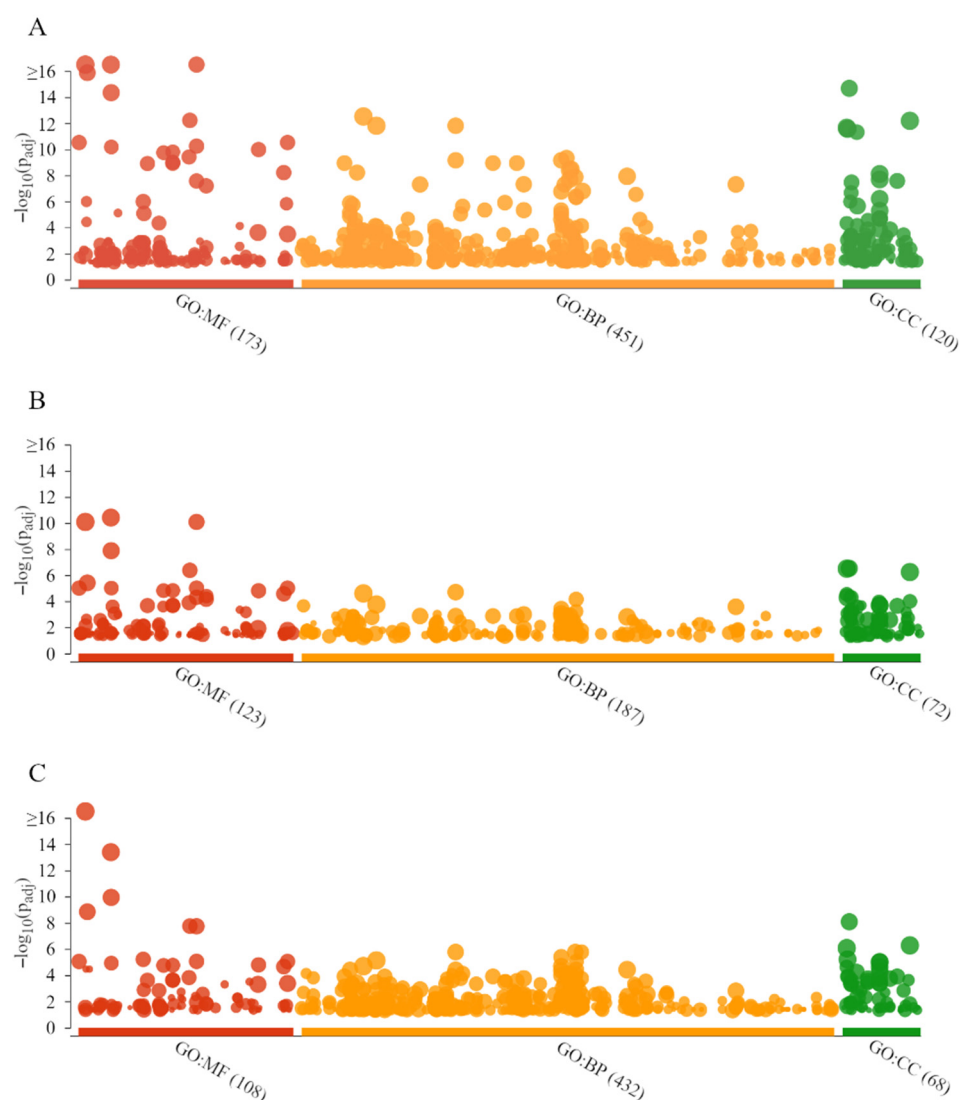 A
≥16
14
12
10
8
6
4
2
0
−log10(padj)
GO:MF (173)
GO:BP (451)
GO:CC (120)
B
≥16
14
12
10
8
6
4
2
0
−log10(padj)
GO:MF (123)
GO:BP (187)
GO:CC (72)
C
≥16
14
12
10
8
6
4
2
0
−log10(padj)
GO:MF (108)
GO:BP (432)
GO:CC (68)